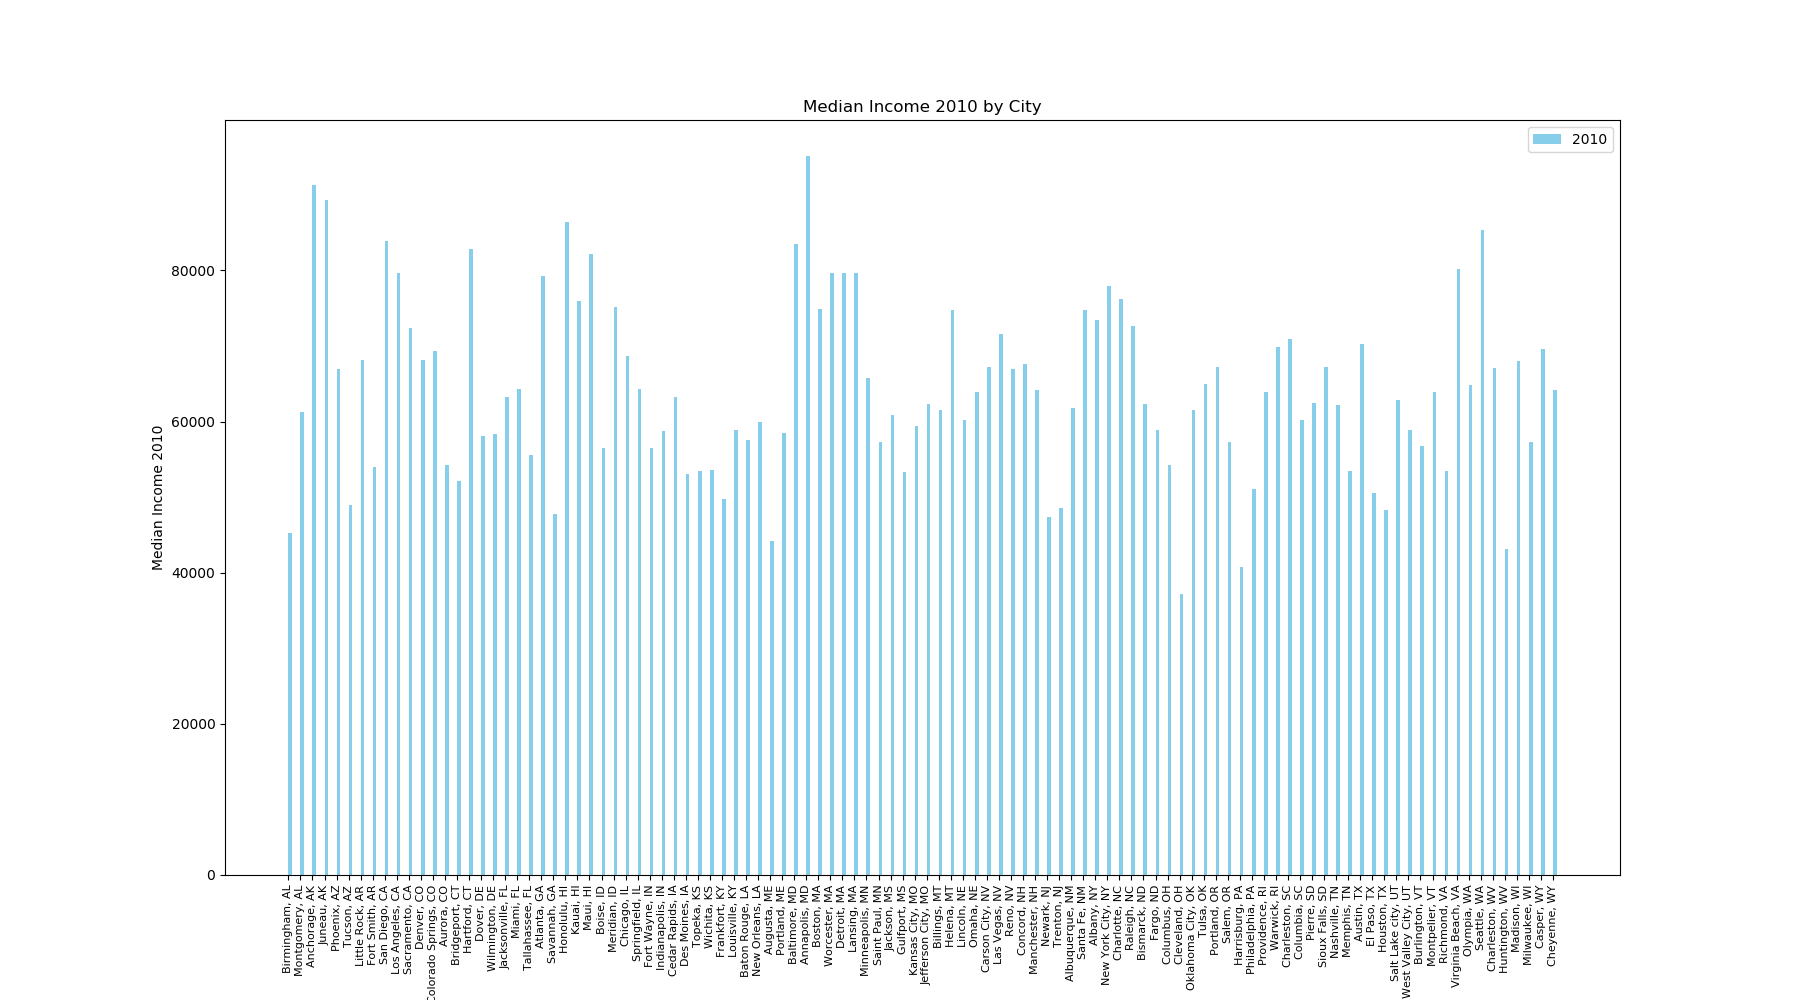 Median Income 2010 by City
2010
Median Income 2010
80000
60000
40000
20000
0
Birmingham, AL
Montgomery, AL
Anchorage, AK
Juneau, AK
Phoenix, AZ
Tucson, AZ
Little Rock, AR
Fort Smith, AR
San Diego, CA
Los Angeles, CA
Sacramento, CA
Denver, CO
Colorado Springs, CO
Aurora, CO
Bridgeport, CT
Hartford, CT
Dover, DE
Wilmington, DE
Jacksonville, FL
Miami, FL
Tallahassee, FL
Atlanta, GA
Savannah, GA
Honolulu, HI
Kauai, HI
Maui, HI
Boise, ID
Meridian, ID
Chicago, IL
Springfield, IL
Fort Wayne, IN
Indianapolis, IN
Cedar Rapids, IA
Des Moines, IA
Topeka, KS
Wichita, KS
Frankfort, KY
Louisville, KY
Baton Rouge, LA
New Orleans, LA
Augusta, ME
Portland, ME
Baltimore, MD
Annapolis, MD
Boston, MA
Worcester, MA
Detroit, MA
Lansing, MA
Minneapolis, MN
Saint Paul, MN
Jackson, MS
Gulfport, MS
Kansas City, MO
Jefferson City, MO
Billings, MT
Helena, MT
Lincoln, NE
Omaha, NE
Carson City, NV
Las Vegas, NV
Reno, NV
Concord, NH
Manchester, NH
Newark, NJ
Trenton, NJ
Albuquerque, NM
Santa Fe, NM
Albany, NY
New York City, NY
Charlotte, NC
Raleigh, NC
Bismarck, ND
Fargo, ND
Columbus, OH
Cleveland, OH
Oklahoma City, OK
Tulsa, OK
Portland, OR
Salem, OR
Harrisburg, PA
Philadelphia, PA
Providence, RI
Warwick, RI
Charleston, SC
Columbia, SC
Pierre, SD
Sioux Falls, SD
Nashville, TN
Memphis, TN
Austin, TX
El Paso, TX
Houston, TX
Salt Lake city, UT
West Valley City, UT
Burlington, VT
Montpelier, VT
Richmond, VA
Virginia Beach, VA
Olympia, WA
Seattle, WA
Charleston, WV
Huntington, WV
Madison, WI
Milwaukee, WI
Casper, WY
Cheyenne, WY